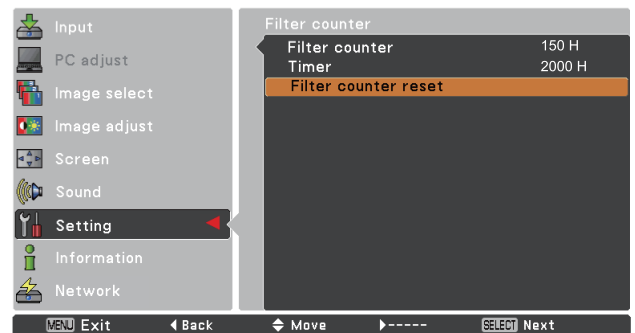 Input
PC adjust
Image select
Image adjust
Screen
Sound
Setting
Information
Network
Filter counter
Filter counter 150 H
Timer 2000 H
Filter counter reset
MENU Exit Back Move ----- SELECT Next